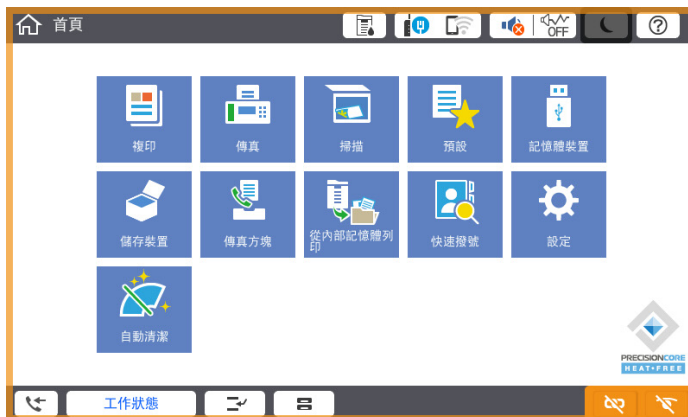 首頁
OFF
複印
傳真
掃描
預設
記憶體裝置
儲存裝置
傳真方塊
從內部記憶體列
印
快速撥號
設定
自動清潔
PRECISIONCORE
HEAT-FREE
工作狀態